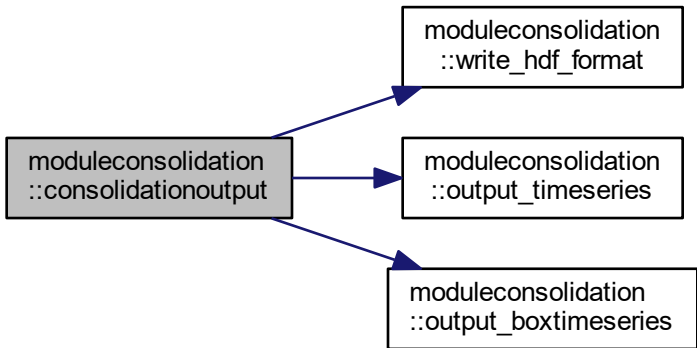 moduleconsolidation
::write_hdf_format
moduleconsolidation
::consolidationoutput
moduleconsolidation
::output_timeseries
moduleconsolidation
::output_boxtimeseries